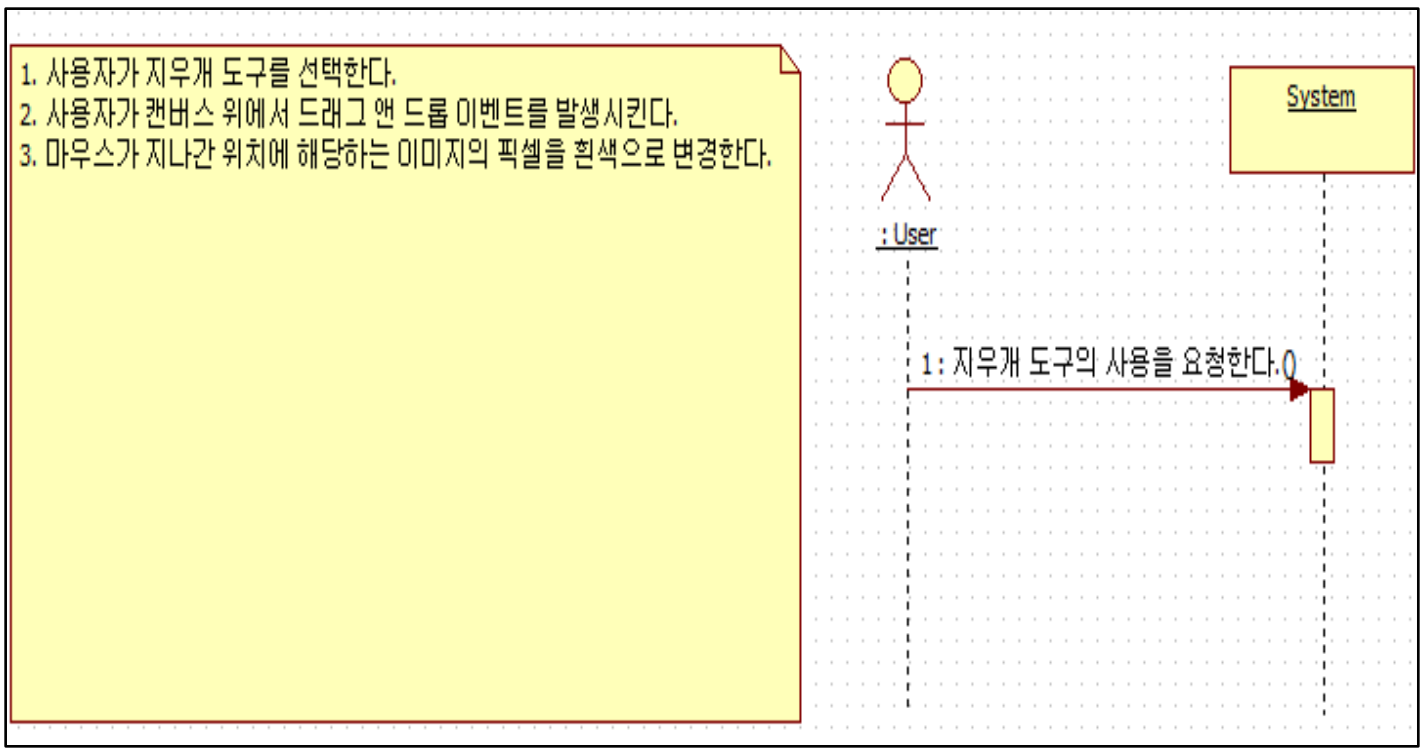 1. 사용자가 지우개 도구를 선택한다.
2. 사용자가 캔버스 위에서 드래그 앤 드롭 이벤트를 발생시킨다.
3. 마우스가 지나간 위치에 해당하는 이미지의 픽셀을 흰색으로 변경한다.
System
: User
1 : 지우개 도구의 사용을 요청한다.()